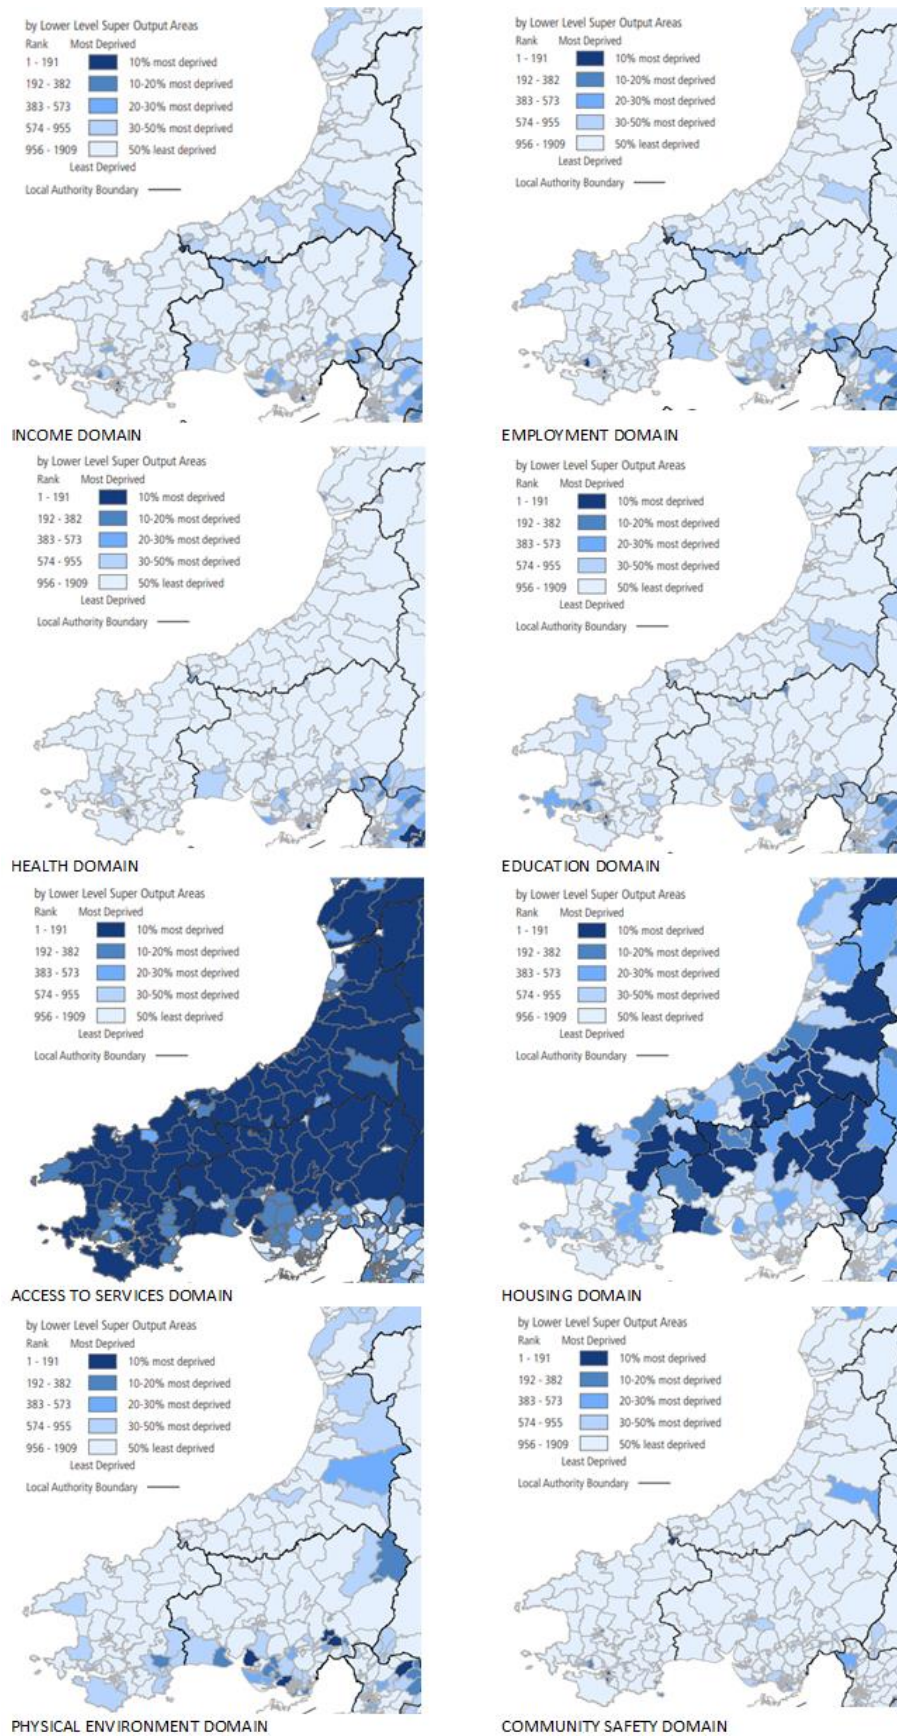 by Lower Level Super Output Areas
Rank Most Deprived
1 - 191 10% most deprived
192 - 382 10-20% most deprived
383 - 573 20-30% most deprived
574 - 955 30-50% most deprived
956 - 1909 50% least deprived
Least Deprived
Local Authority Boundary
INCOME DOMAIN
by Lower Level Super Output Areas
Rank Most Deprived
1 - 191 10% most deprived
192 - 382 10-20% most deprived
383 - 573 20-30% most deprived
574 - 955 30-50% most deprived
956 - 1909 50% least deprived
Least Deprived
Local Authority Boundary
EMPLOYMENT DOMAIN
by Lower Level Super Output Areas
Rank Most Deprived
1 - 191 10% most deprived
192 - 382 10-20% most deprived
383 - 573 20-30% most deprived
574 - 955 30-50% most deprived
956 - 1909 50% least deprived
Least Deprived
Local Authority Boundary
HEALTH DOMAIN
by Lower Level Super Output Areas
Rank Most Deprived
1 - 191 10% most deprived
192 - 382 10-20% most deprived
383 - 573 20-30% most deprived
574 - 955 30-50% most deprived
956 - 1909 50% least deprived
Least Deprived
Local Authority Boundary
EDUCATION DOMAIN
by Lower Level Super Output Areas
Rank Most Deprived
1 - 191 10% most deprived
192 - 382 10-20% most deprived
383 - 573 20-30% most deprived
574 - 955 30-50% most deprived
956 - 1909 50% least deprived
Least Deprived
Local Authority Boundary
ACCESS TO SERVICES DOMAIN
by Lower Level Super Output Areas
Rank Most Deprived
1 - 191 10% most deprived
192 - 382 10-20% most deprived
383 - 573 20-30% most deprived
574 - 955 30-50% most deprived
956 - 1909 50% least deprived
Least Deprived
Local Authority Boundary
HOUSING DOMAIN
by Lower Level Super Output Areas
Rank Most Deprived
1 - 191 10% most deprived
192 - 382 10-20% most deprived
383 - 573 20-30% most deprived
574 - 955 30-50% most deprived
956 - 1909 50% least deprived
Least Deprived
Local Authority Boundary
PHYSICAL ENVIRONMENT DOMAIN
by Lower Level Super Output Areas
Rank Most Deprived
1 - 191 10% most deprived
192 - 382 10-20% most deprived
383 - 573 20-30% most deprived
574 - 955 30-50% most deprived
956 - 1909 50% least deprived
Least Deprived
Local Authority Boundary
COMMUNITY SAFETY DOMAIN